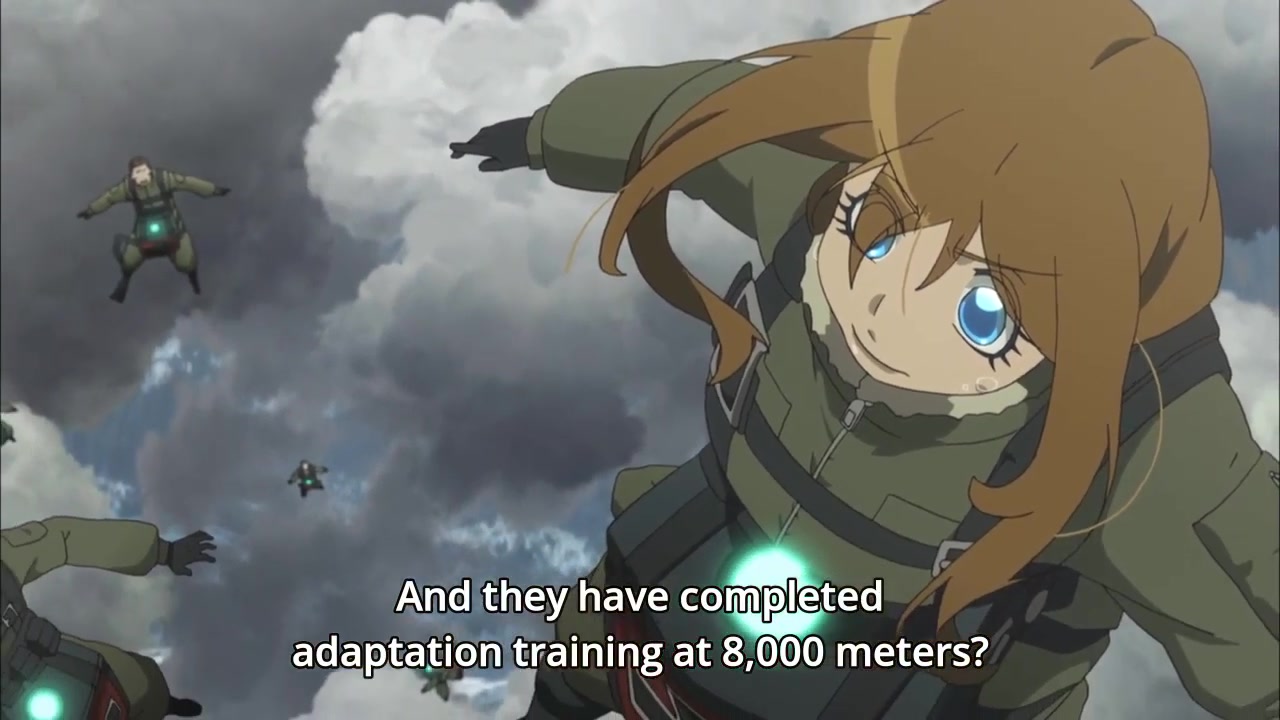 And they have completed
adaptation training at 8,000 meters?